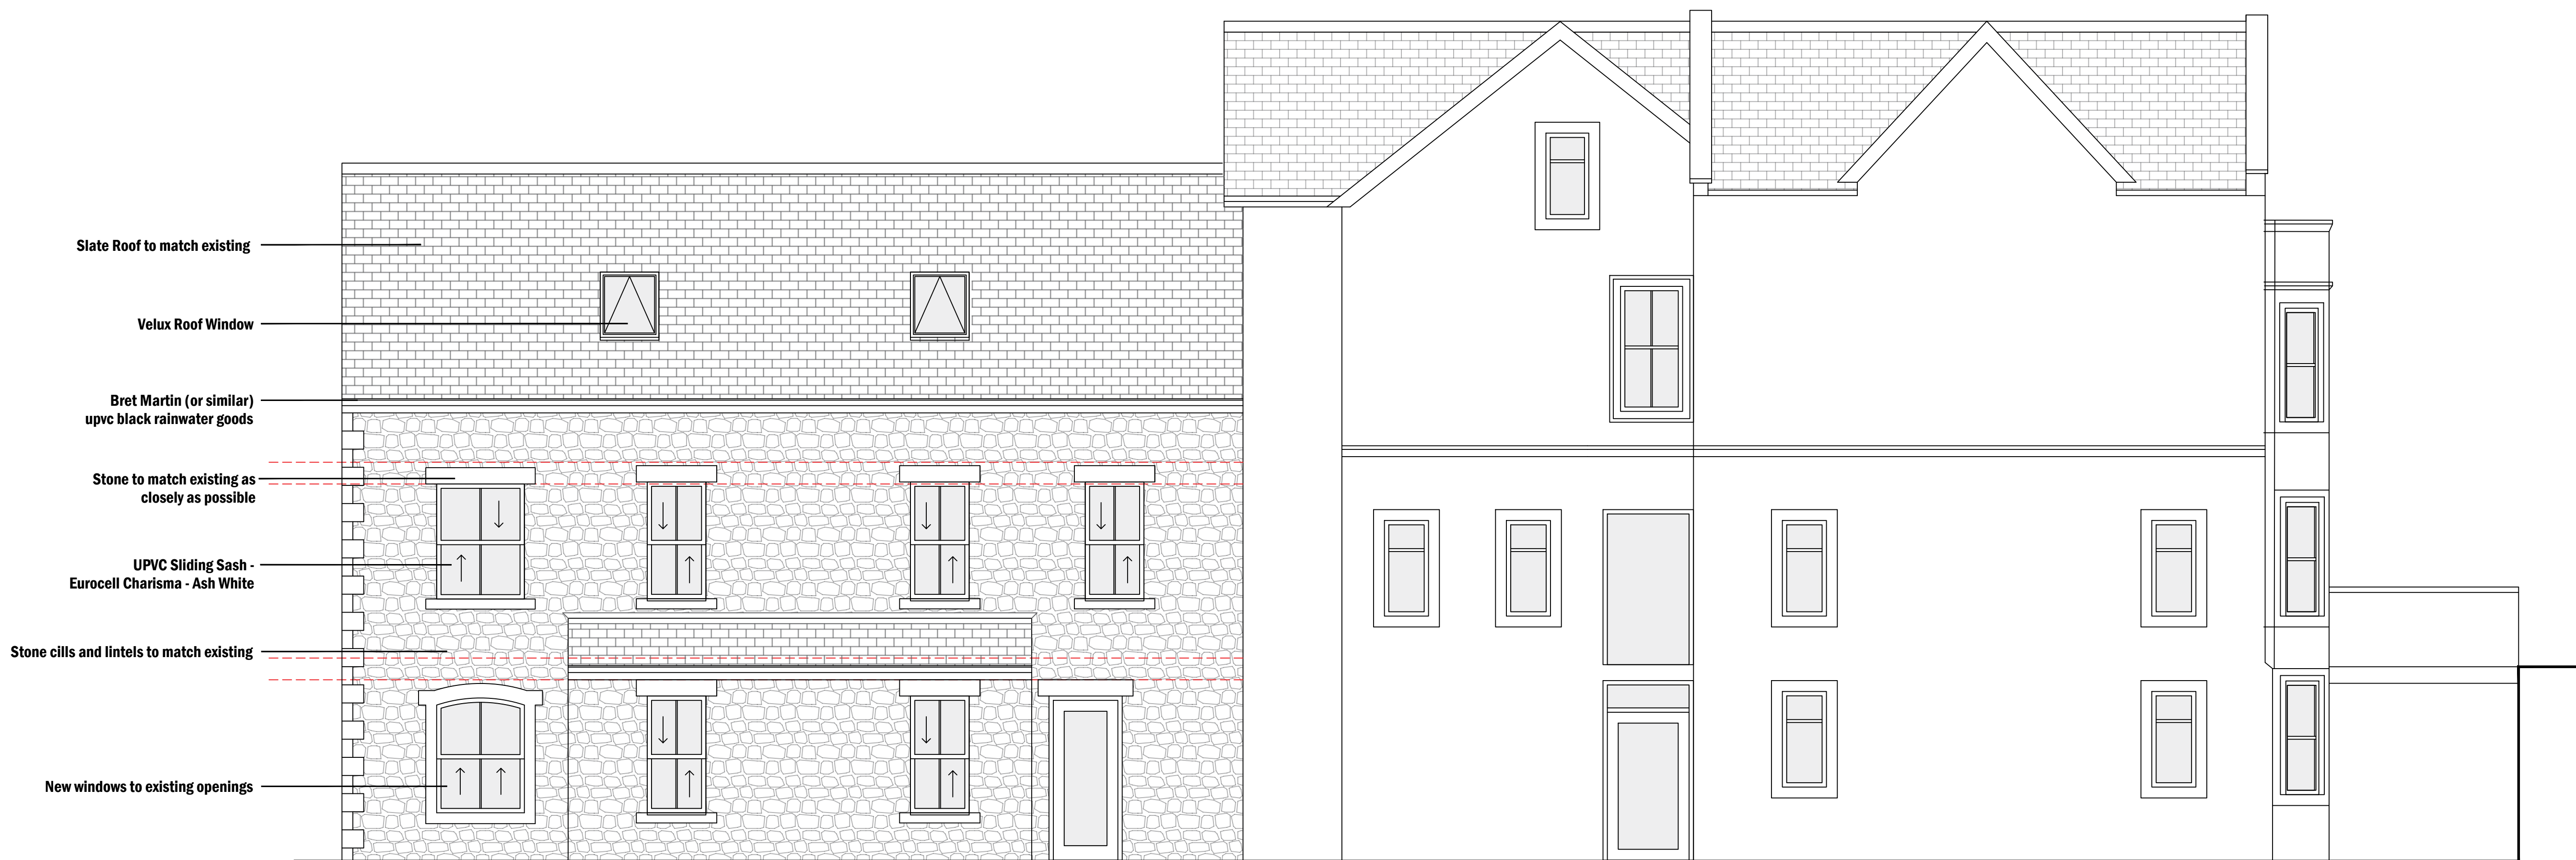 Slate Roof to match existing
Velux Roof Window
Bret Martin (or similar)
upvc black rainwater goods
Stone to match existing as
closely as possible
UPVC Sliding Sash -
Eurocell Charisma - Ash White
Stone cills and lintels to match existing
New windows to existing openings